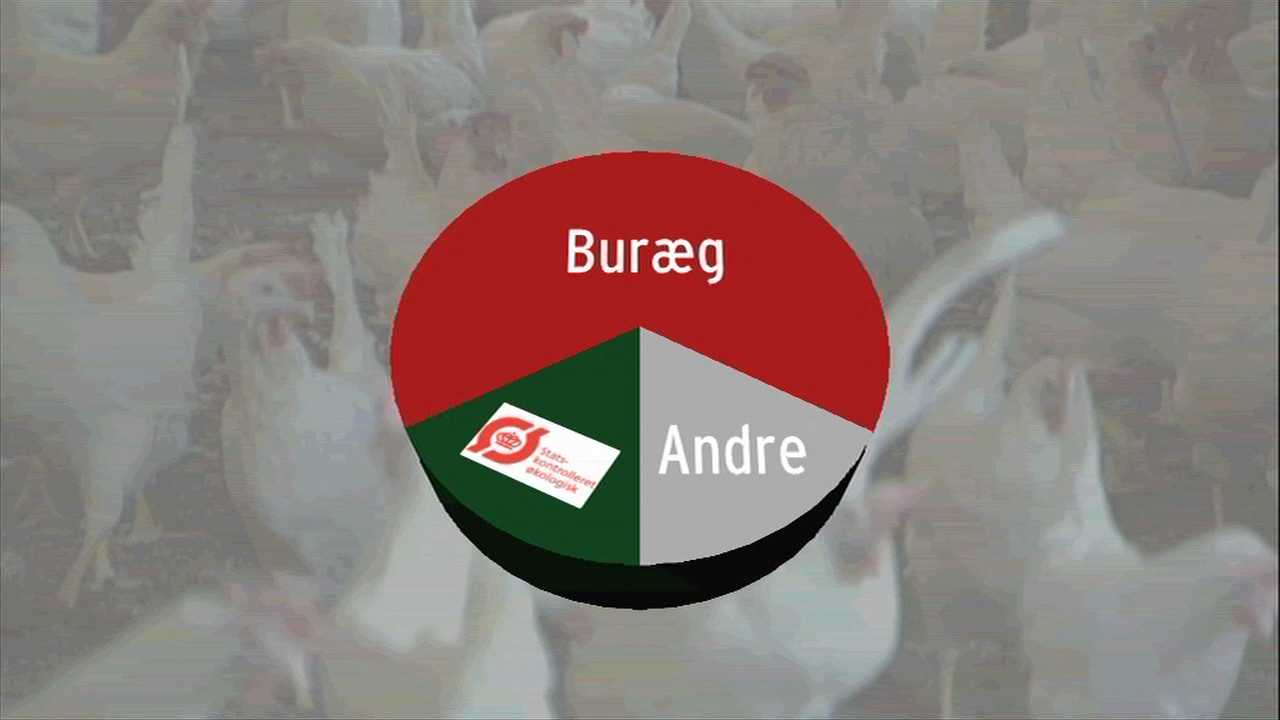 Buræg
Andre
Stats-
kontrolleret
økologisk